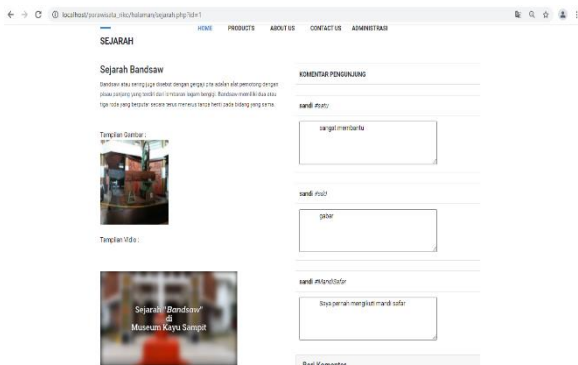 localhost/parawisata_riko/halaman/sejarah.php?id=1
HOME PRODUCTS ABOUT US CONTACT US ADMINISTRASI
SEJARAH
Sejarah Bandsaw
Bandsaw atau sering juga disebut dengan gergaji pita adalah alat pemotong dengan
pisau panjang yang terdiri dari lembaran logam bergigi. Bandsaw memiliki dua atau
tiga roda yang berputar secara terus menerus tanpa henti pada bidang yang sama.
Tampilan Gambar :
Tampilan Vidio :
Sejarah "Bandsaw"
di
Museum Kayu Sampit
KOMENTAR PENGUNJUNG
sandi #satu
sangat membantu
sandi
gabar
sandi #MandiSafar
Saya pernah mengikuti mandi safar
Beri Komentar